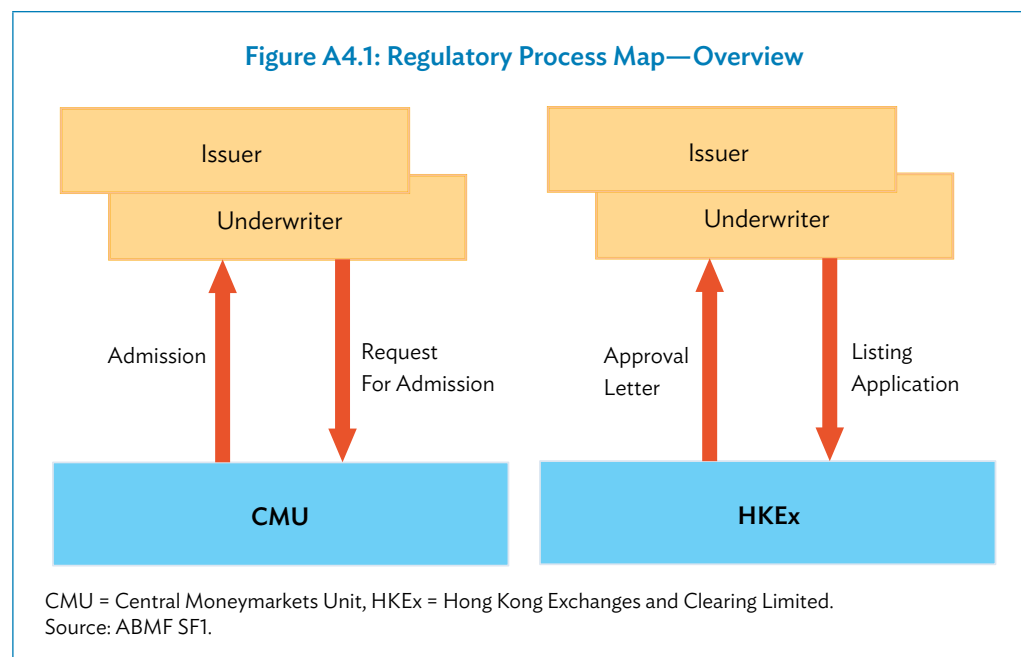 Figure A4.1: Regulatory Process Map—Overview
Issuer
Underwriter
Admission
Request
For Admission
CMU
Issuer
Underwriter
Approval
Letter
Listing
Application
HKEx
CMU = Central Moneymarkets Unit, HKEx = Hong Kong Exchanges and Clearing Limited.
Source: ABMF SF1.